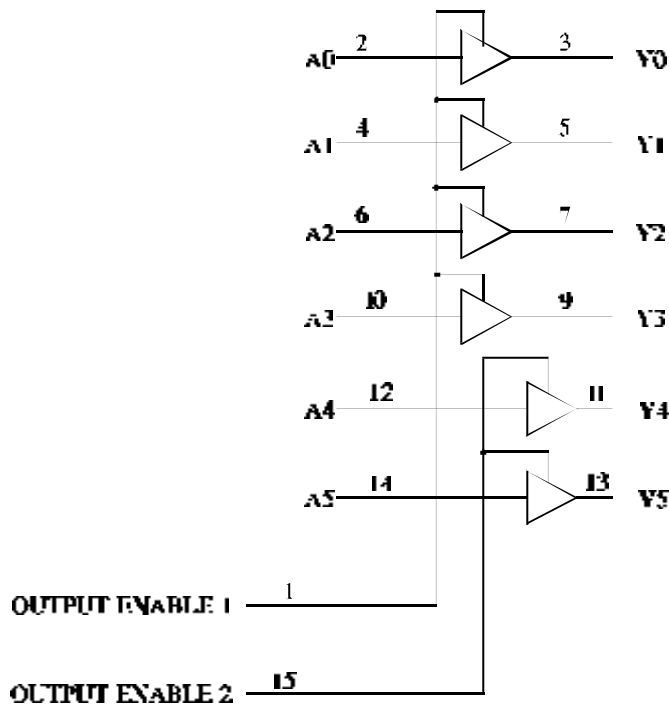 A0 2 3 Y0
A1 4 5 Y1
A2 6 7 Y2
A3 10 9 Y3
A4 12 11 Y4
A5 14 13 Y5
OUTPUT ENABLE 1 1
OUTPUT ENABLE 2 15